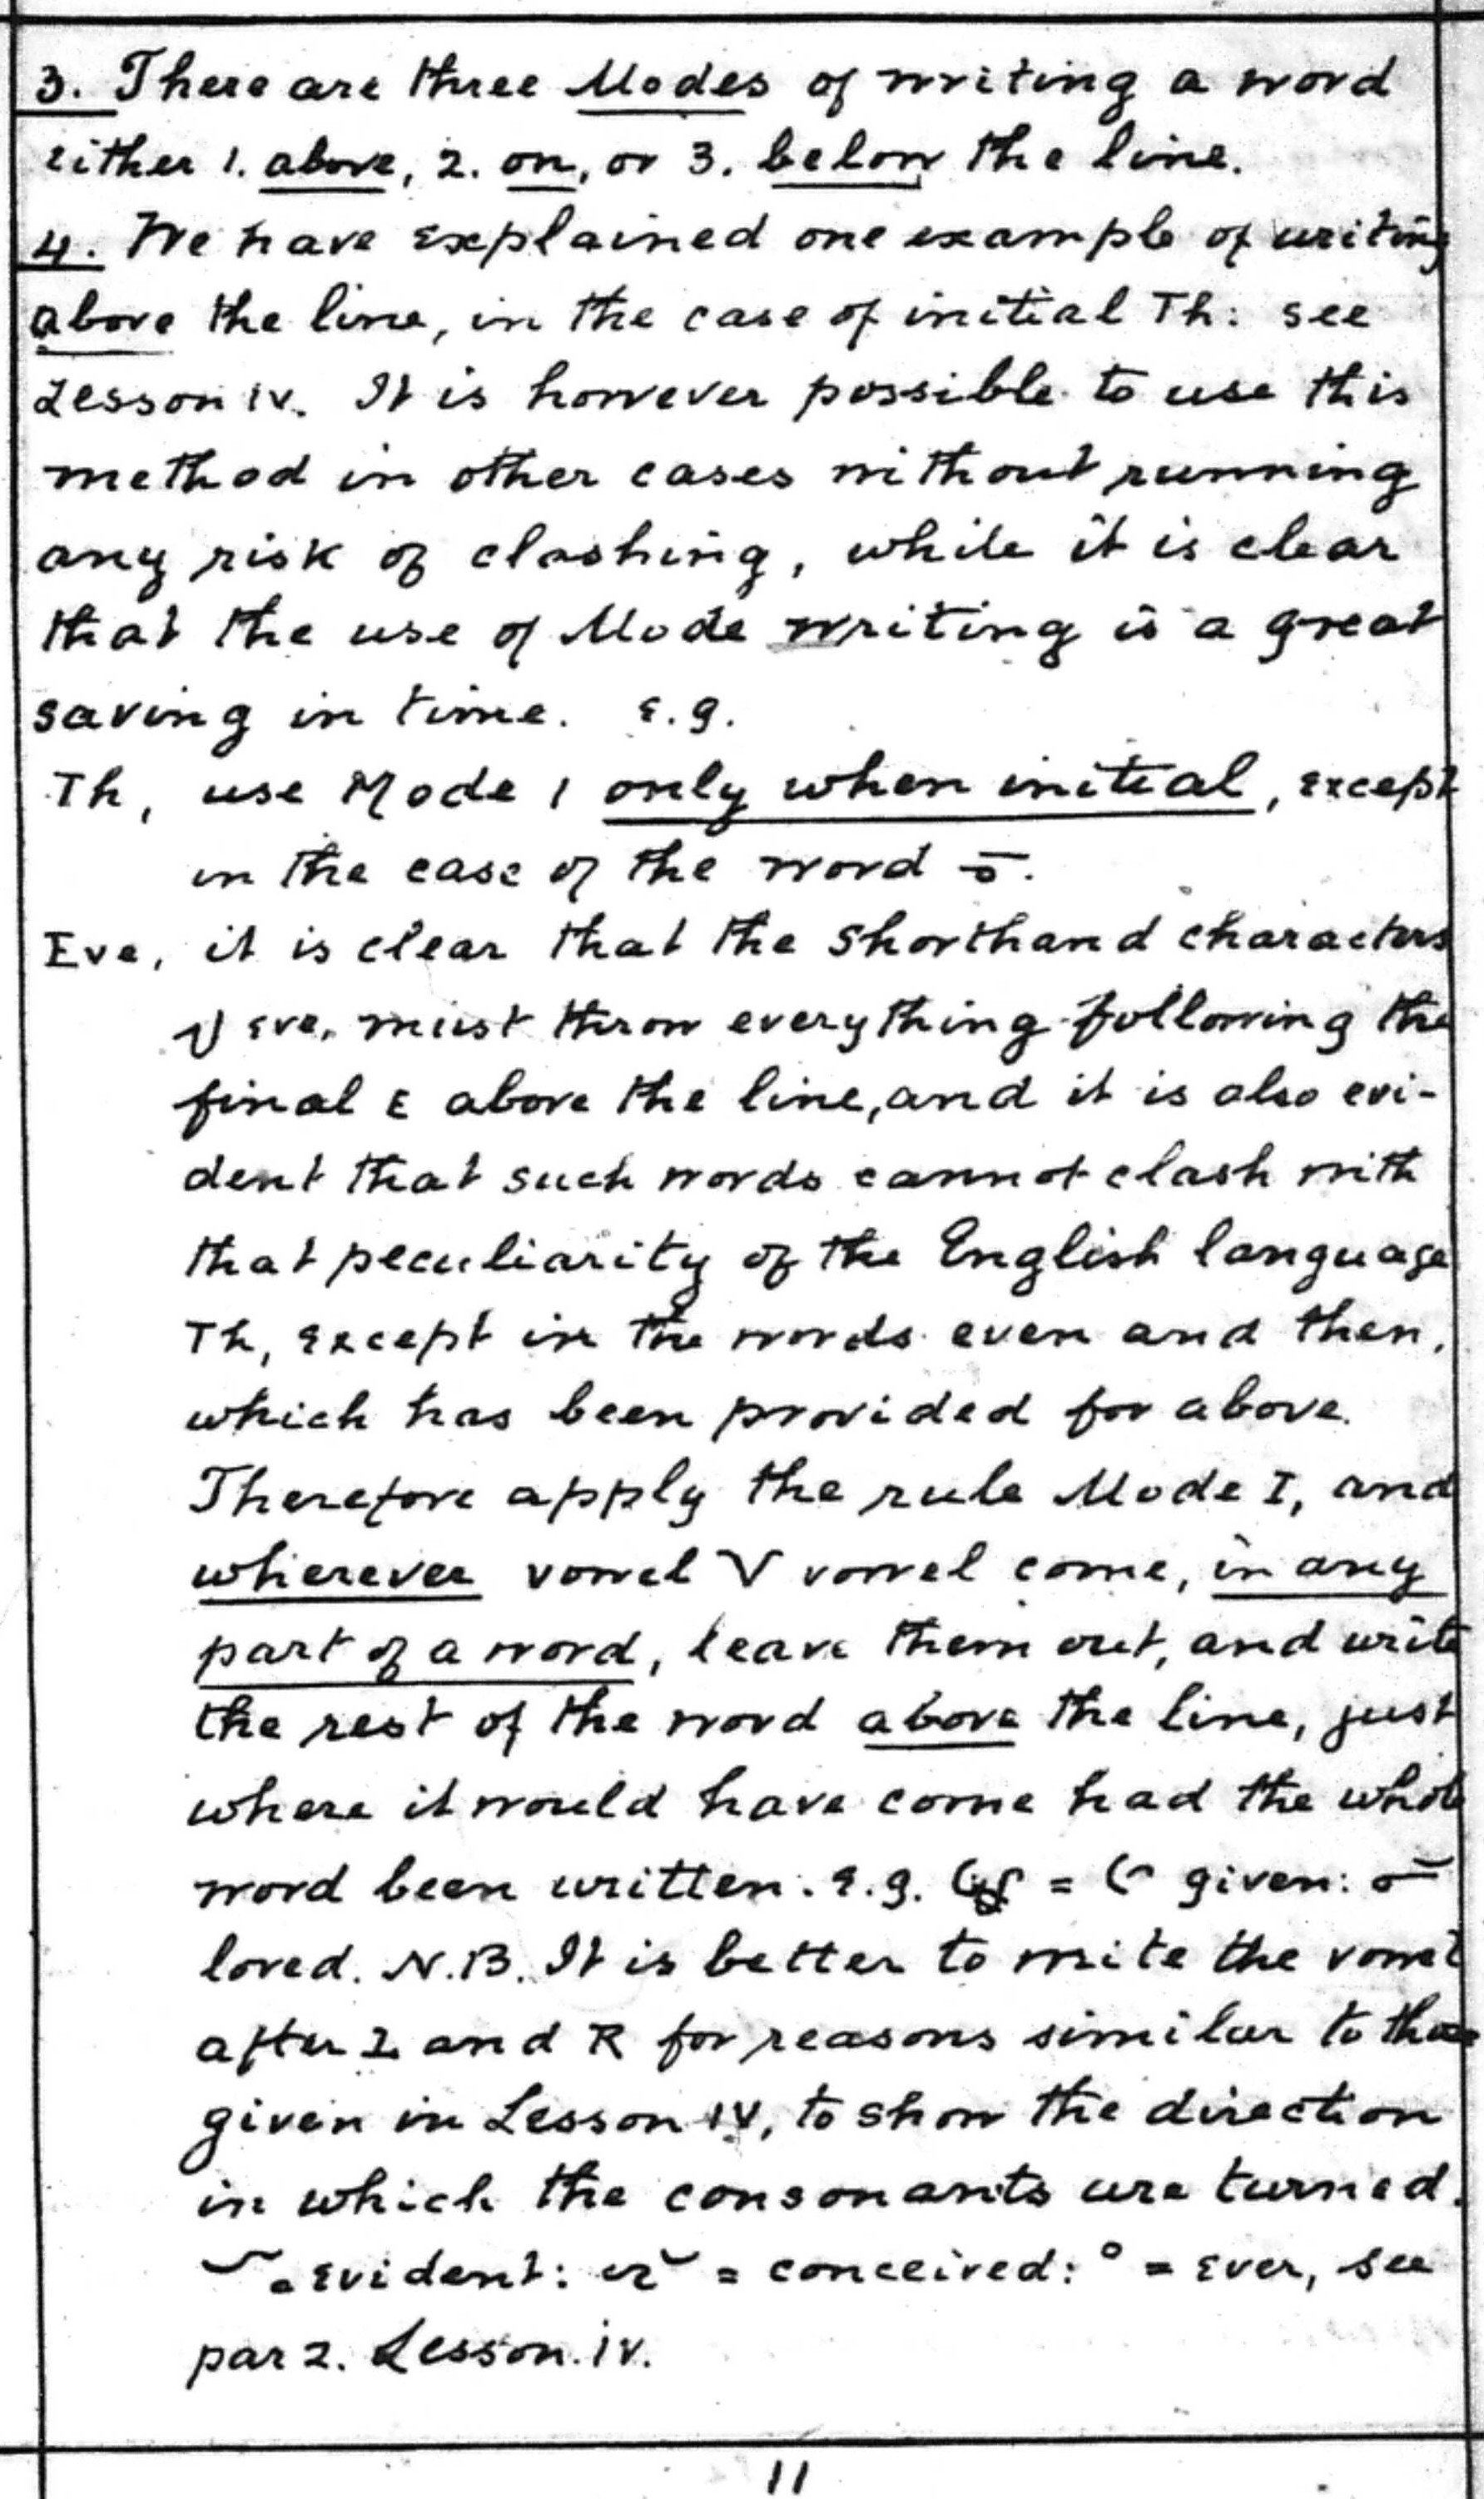 3. There are three Modes of writing a word
either 1. above, 2. on, or 3. below the line.
4. We have explained one example of writing
above the line, in the case of initial Th: see
Lesson IV. It is however possible to use this
method in other cases without running
any risk of clashing, while it is clear
that the use of Mode writing is a great
saving in time. E.g.
Th, use Mode 1 only when initial, except
in the case of the word
Eve, it is clear that the Shorthand characters
eve, must throw everything following the
final E above the line, and it is also evi-
dent that such words cannot clash with
that peculiarity of the English language
Th, except in the words even and then,
which has been provided for above.
Therefore apply the rule Mode I, and
wherever vowel V vowel come, in any
part of a word, leave them out, and write
the rest of the word above the line, just
where it would have come had the whole
word been written. E.g. = given:
loved. N.B. It is better to write the vowel
after L and R for reasons similar to those
given in Lesson IV, to show the direction
in which the consonants are turned.
= evident: = conceived: ° = Ever, see
par 2. Lesson. IV.
11